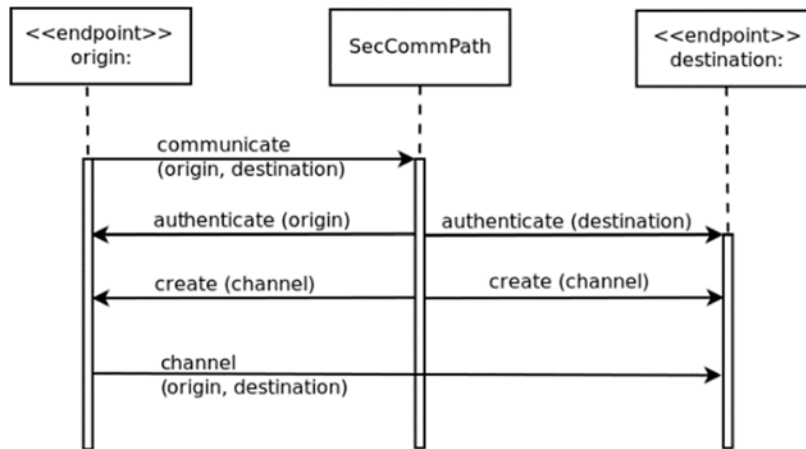 <<endpoint>>
origin:
SecCommPath
<<endpoint>>
destination:
communicate
(origin, destination)
authenticate (origin)
authenticate (destination)
create (channel)
create (channel)
channel
(origin, destination)